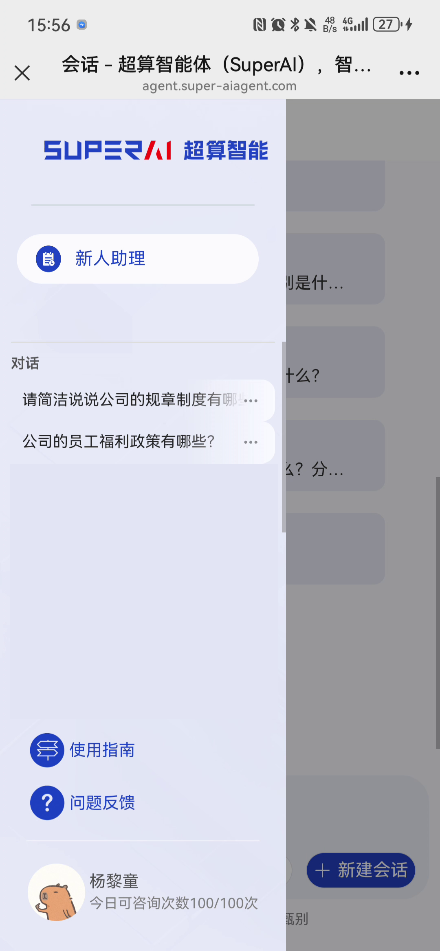 15:56
48 B/s
4G
27
会话 - 超算智能体（SuperAI），智...
agent.super-aiagent.com
SUPERAI 超算智能
新人助理
别是什...
什么？
对话
请简洁说说公司的规章制度有哪
公司的员工福利政策有哪些？
么？分...
使用指南
问题反馈
新建会话
杨黎童
今日可咨询次数100/100次
甄别